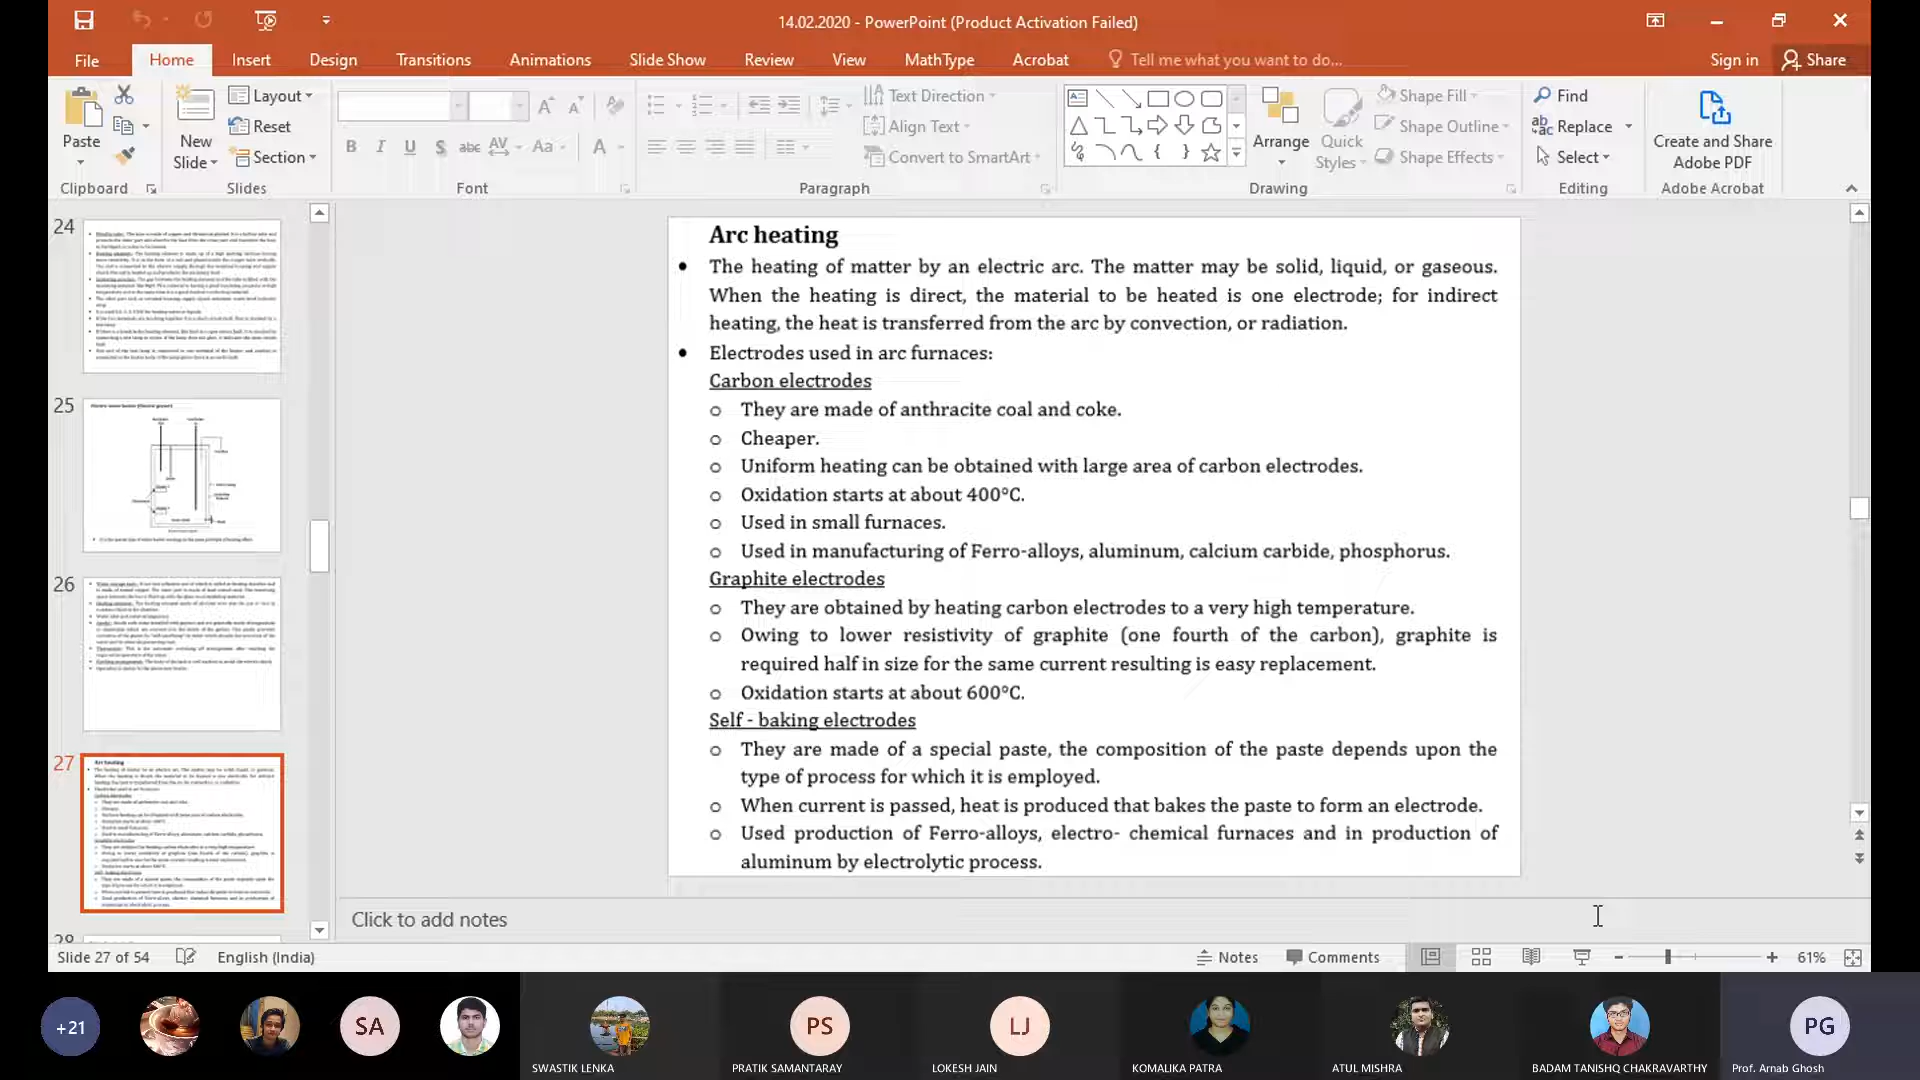 14.02.2020 - PowerPoint (Product Activation Failed)
File Home Insert Design Transitions Animations Slide Show Review View MathType Acrobat Tell me what you want to do... Sign in Share
Paste
Clipboard
New Slide
Layout
Reset
Section
Slides
Font
Text Direction
Align Text
Convert to SmartArt
Paragraph
Arrange
Quick Styles
Shape Fill
Shape Outline
Shape Effects
Drawing
Find
Replace
Select
Editing
Create and Share
Adobe PDF
Adobe Acrobat
24
25
26
27
28
Arc heating
• The heating of matter by an electric arc. The matter may be solid, liquid, or gaseous.
When the heating is direct, the material to be heated is one electrode; for indirect
heating, the heat is transferred from the arc by convection, or radiation.
• Electrodes used in arc furnaces:
Carbon electrodes
o They are made of anthracite coal and coke.
o Cheaper.
o Uniform heating can be obtained with large area of carbon electrodes.
o Oxidation starts at about 400°C.
o Used in small furnaces.
o Used in manufacturing of Ferro-alloys, aluminum, calcium carbide, phosphorus.
Graphite electrodes
o They are obtained by heating carbon electrodes to a very high temperature.
o Owing to lower resistivity of graphite (one fourth of the carbon), graphite is
required half in size for the same current resulting is easy replacement.
o Oxidation starts at about 600°C.
Self - baking electrodes
o They are made of a special paste, the composition of the paste depends upon the
type of process for which it is employed.
o When current is passed, heat is produced that bakes the paste to form an electrode.
o Used production of Ferro-alloys, electro- chemical furnaces and in production of
aluminum by electrolytic process.
Click to add notes
Slide 27 of 54 English (India) Notes Comments 61%
+21 SA PS LJ PG
SWASTIK LENKA PRATIK SAMANTARAY LOKESH JAIN KOMALIKA PATRA ATUL MISHRA BADAM TANISHQ CHAKRAVARTHY Prof. Arnab Ghosh